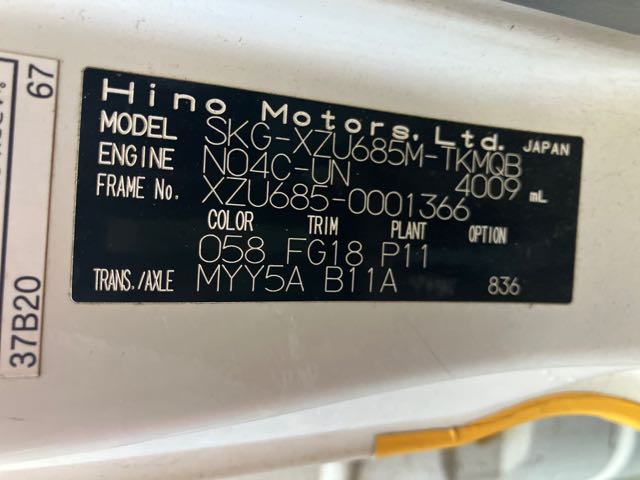 Hino Motors, Ltd. JAPAN
MODEL SKG-XZU685M-TKMQB
ENGINE N04C-UN 4009 mL
FRAME No. XZU685-0001366
COLOR TRIM PLANT OPTION
058 FG18 P11
TRANS./AXLE MYY5A B11A 836
37B20 67